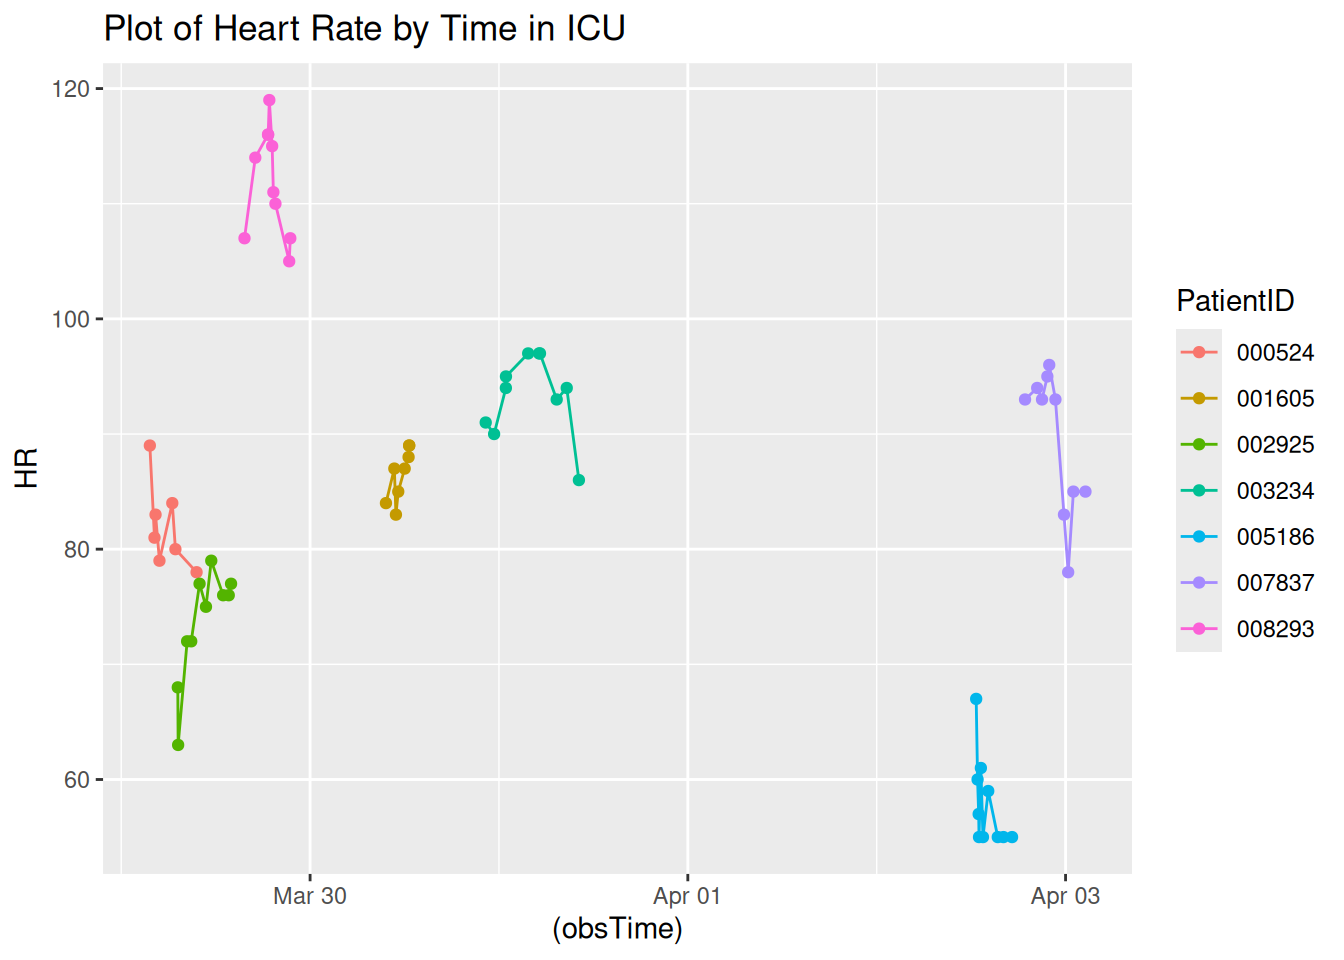 Plot of Heart Rate by Time in ICU
120
100
80
60
HR
Mar 30
Apr 01
Apr 03
(obsTime)
PatientID
000524
001605
002925
003234
005186
007837
008293